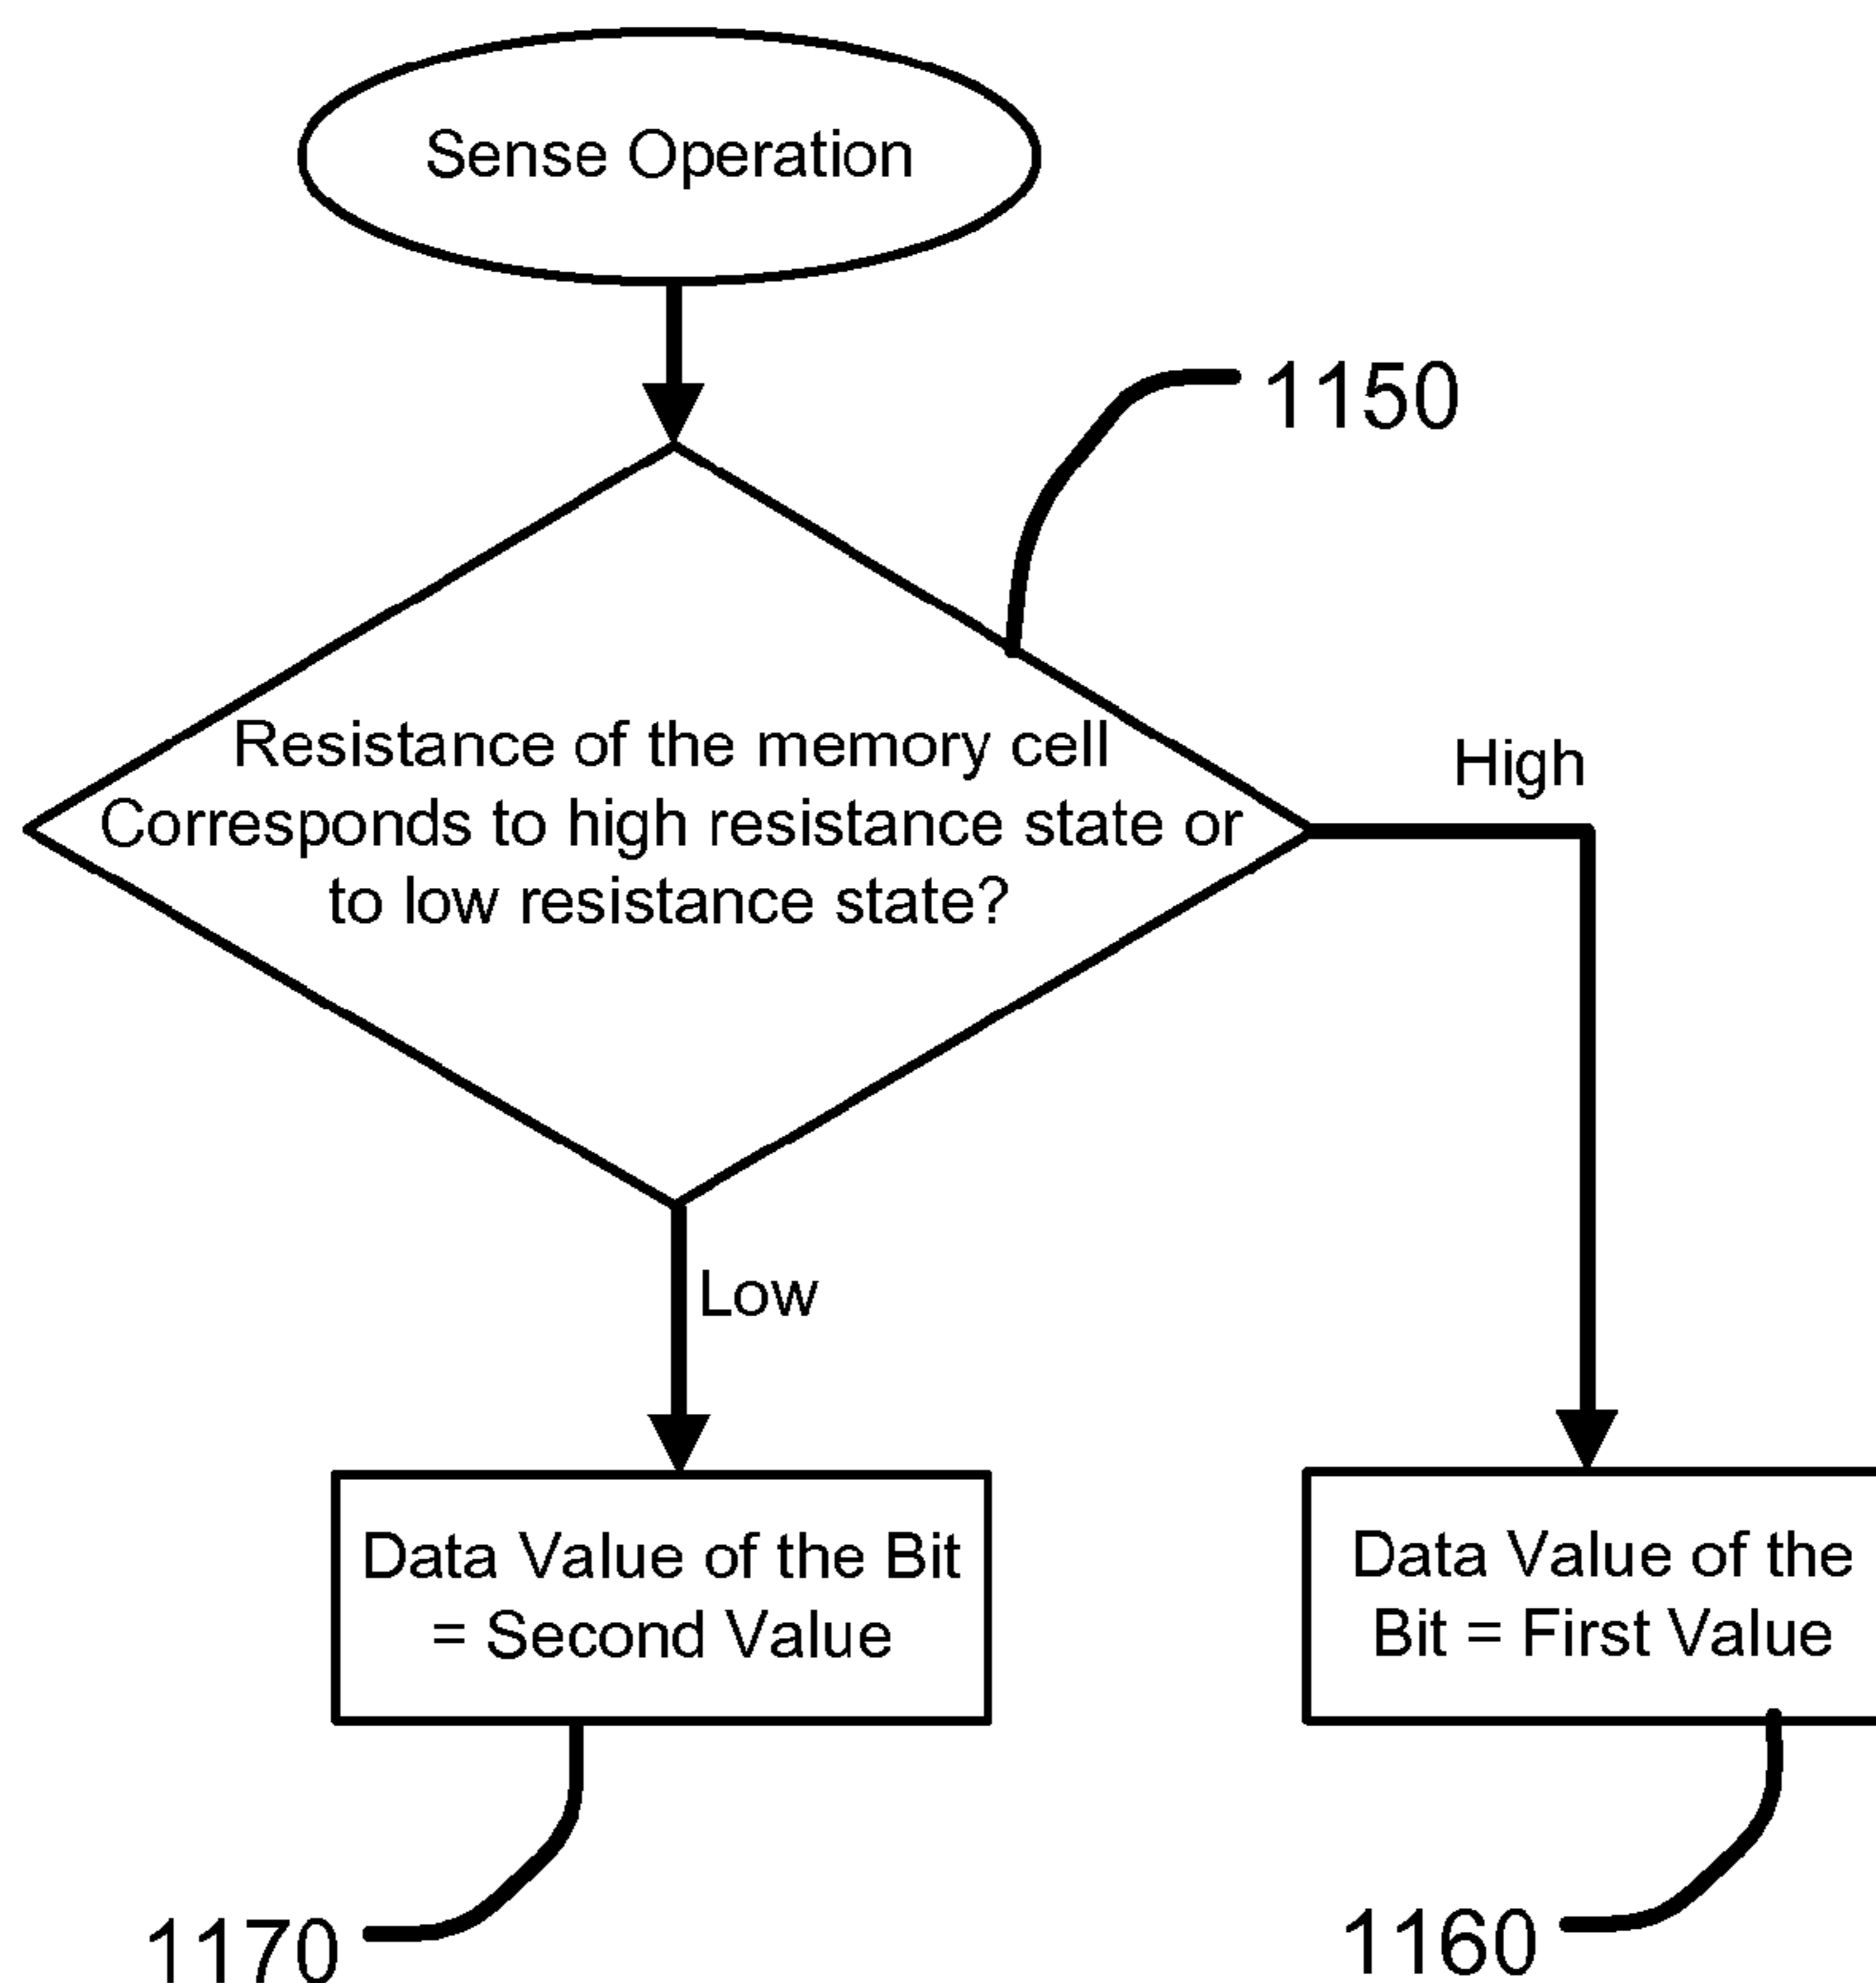 Sense Operation
1150
Resistance of the memory cell
Corresponds to high resistance state or
to low resistance state?
High
Low
Data Value of the Bit
= Second Value
Data Value of the
Bit = First Value
1170
1160